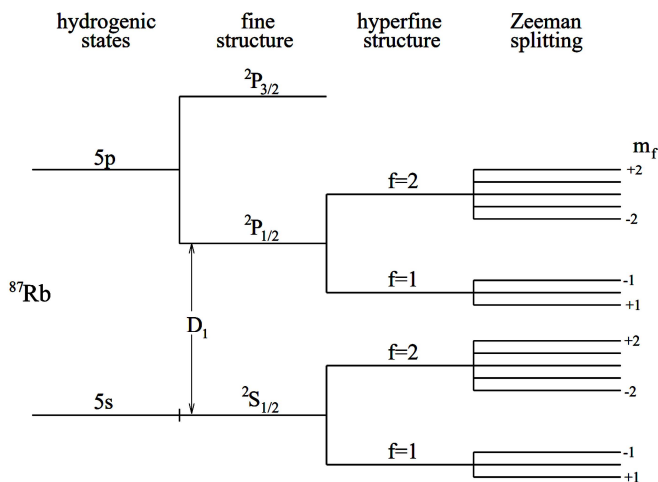 hydrogenic states
fine structure
hyperfine structure
Zeeman splitting
²P₃/₂
m_f
5p
+2
f=2
-2
²P₁/₂
-1
f=1
+1
⁸⁷Rb
D₁
+2
f=2
-2
5s
²S₁/₂
-1
f=1
+1